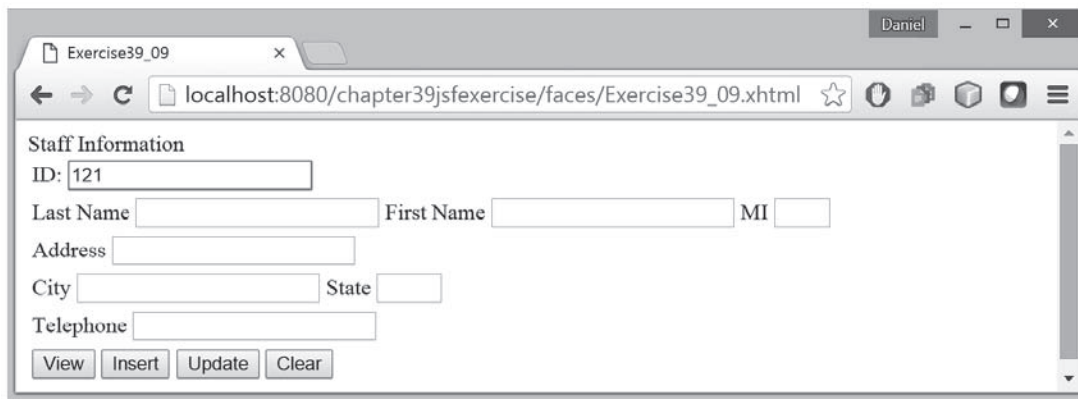 Daniel
Exercise39_09
localhost:8080/chapter39jsfexercise/faces/Exercise39_09.xhtml
Staff Information
ID: 121
Last Name First Name MI
Address
City State
Telephone
View Insert Update Clear